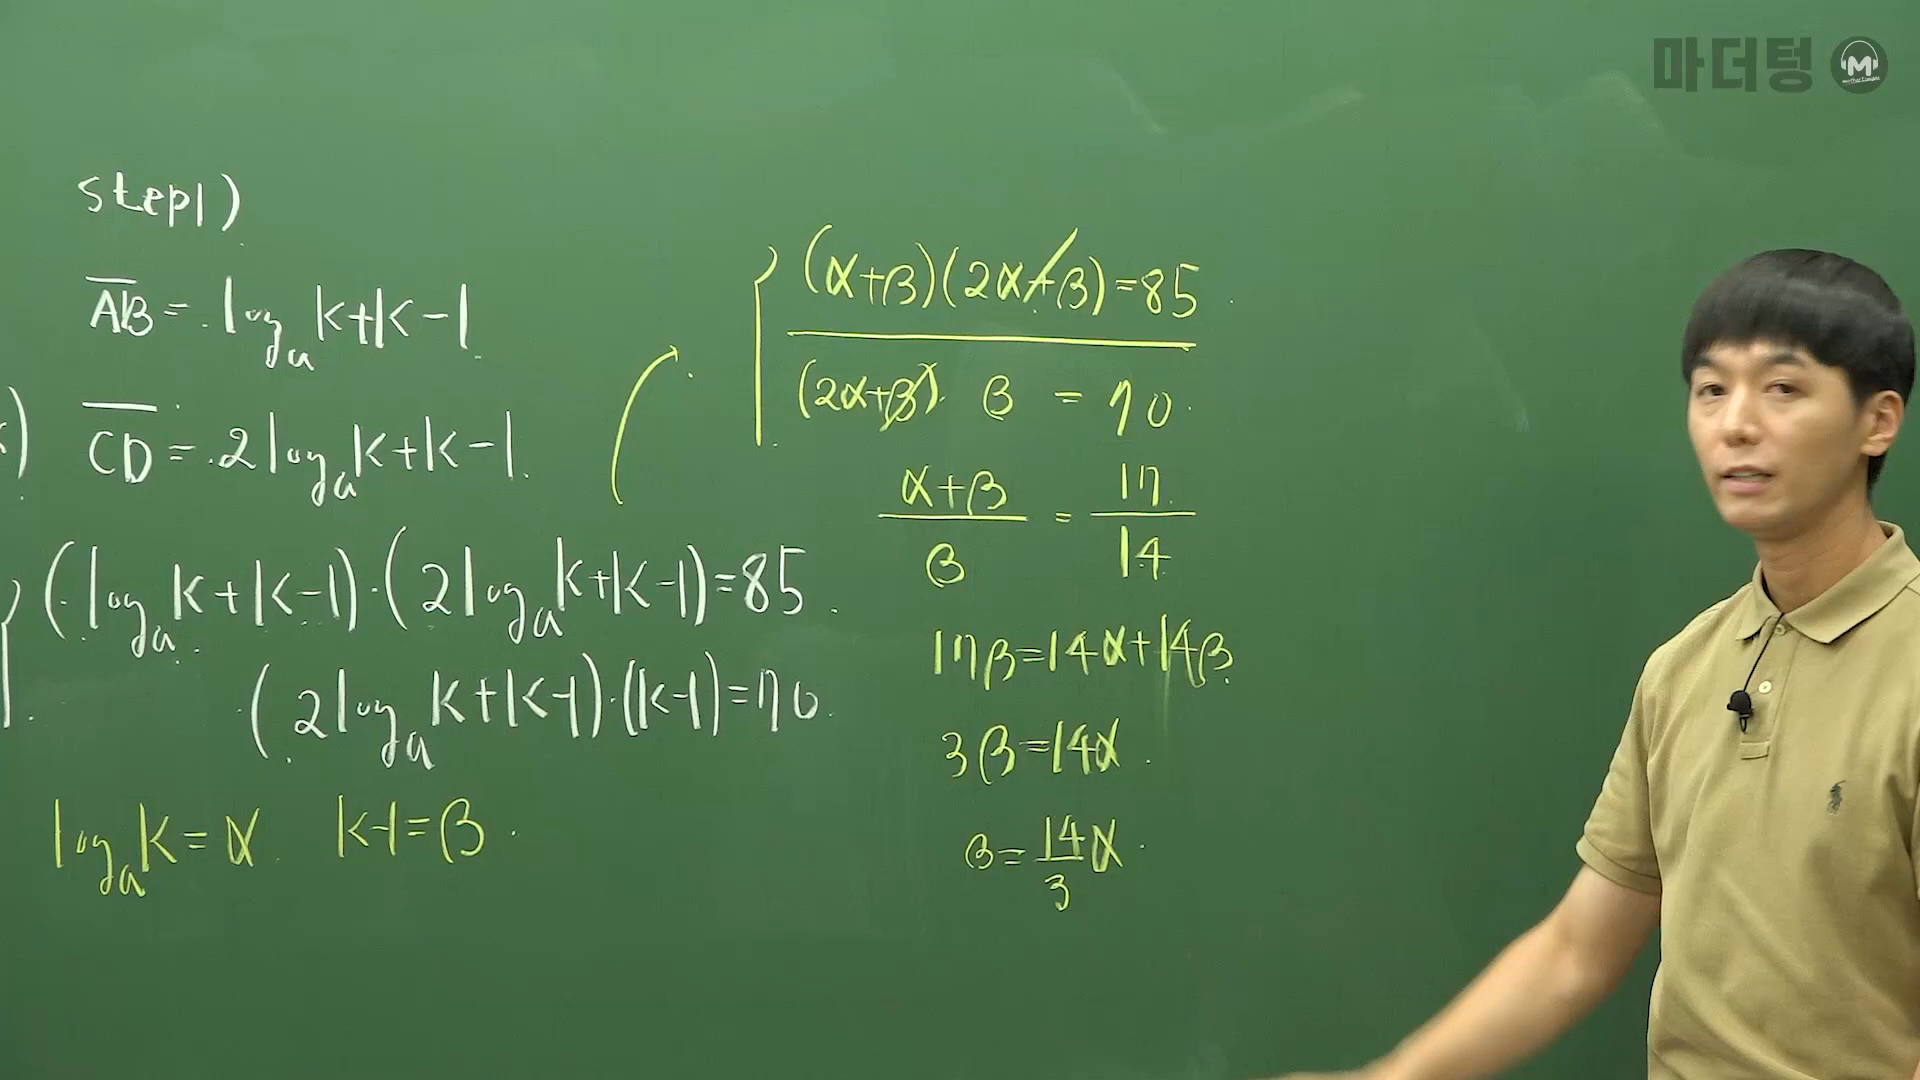 마더텅 M
step1)
AB = log_a k+k-1
CD = 2log_a k+k-1
(log_a k+k-1)·(2log_a k+k-1)=85
(2log_a k+k-1)·(k-1)=70
log_a k=α k-1=β
(α+β)(2α+β)=85
(2α+β) β = 70
α+β/β = 17/14
17β=14α+14β
3β=14α
β=14/3 α